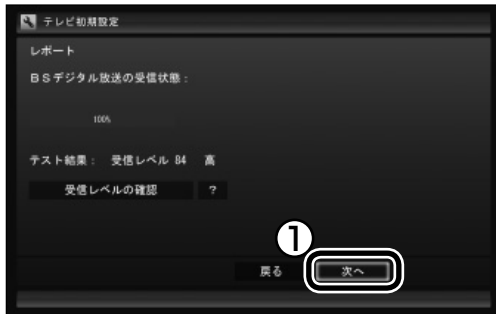 テレビ初期設定
レポート
BSデジタル放送の受信状態：
100%
テスト結果： 受信レベル 84 高
受信レベルの確認 ?
①
戻る 次へ